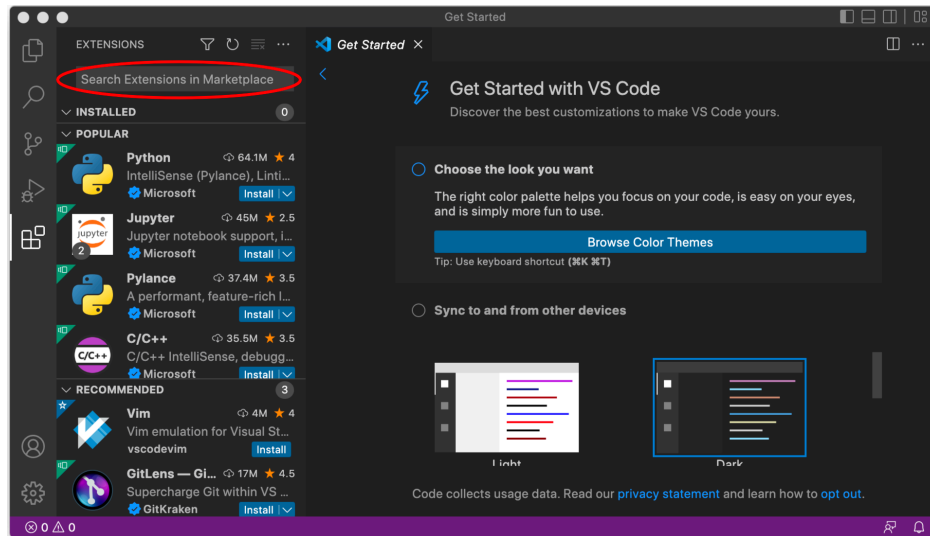 Get Started
EXTENSIONS
Search Extensions in Marketplace
INSTALLED 0
POPULAR
Python 64.1M ★ 4
IntelliSense (Pylance), Linti...
Microsoft Install
Jupyter 45M ★ 2.5
jupyter
2
Jupyter notebook support, i...
Microsoft Install
Pylance 37.4M ★ 3.5
A performant, feature-rich l...
Microsoft Install
C/C++ 35.5M ★ 3.5
C/C++
C/C++ IntelliSense, debugg...
Microsoft Install
RECOMMENDED 3
Vim 4M ★ 4
Vim emulation for Visual St...
vscodevim Install
GitLens — Gi... 17M ★ 4.5
Supercharge Git within VS ...
GitKraken Install
Get Started
Get Started with VS Code
Discover the best customizations to make VS Code yours.
Choose the look you want
The right color palette helps you focus on your code, is easy on your eyes,
and is simply more fun to use.
Browse Color Themes
Tip: Use keyboard shortcut (⌘K ⌘T)
Sync to and from other devices
Light Dark
Code collects usage data. Read our privacy statement and learn how to opt out.
0 0